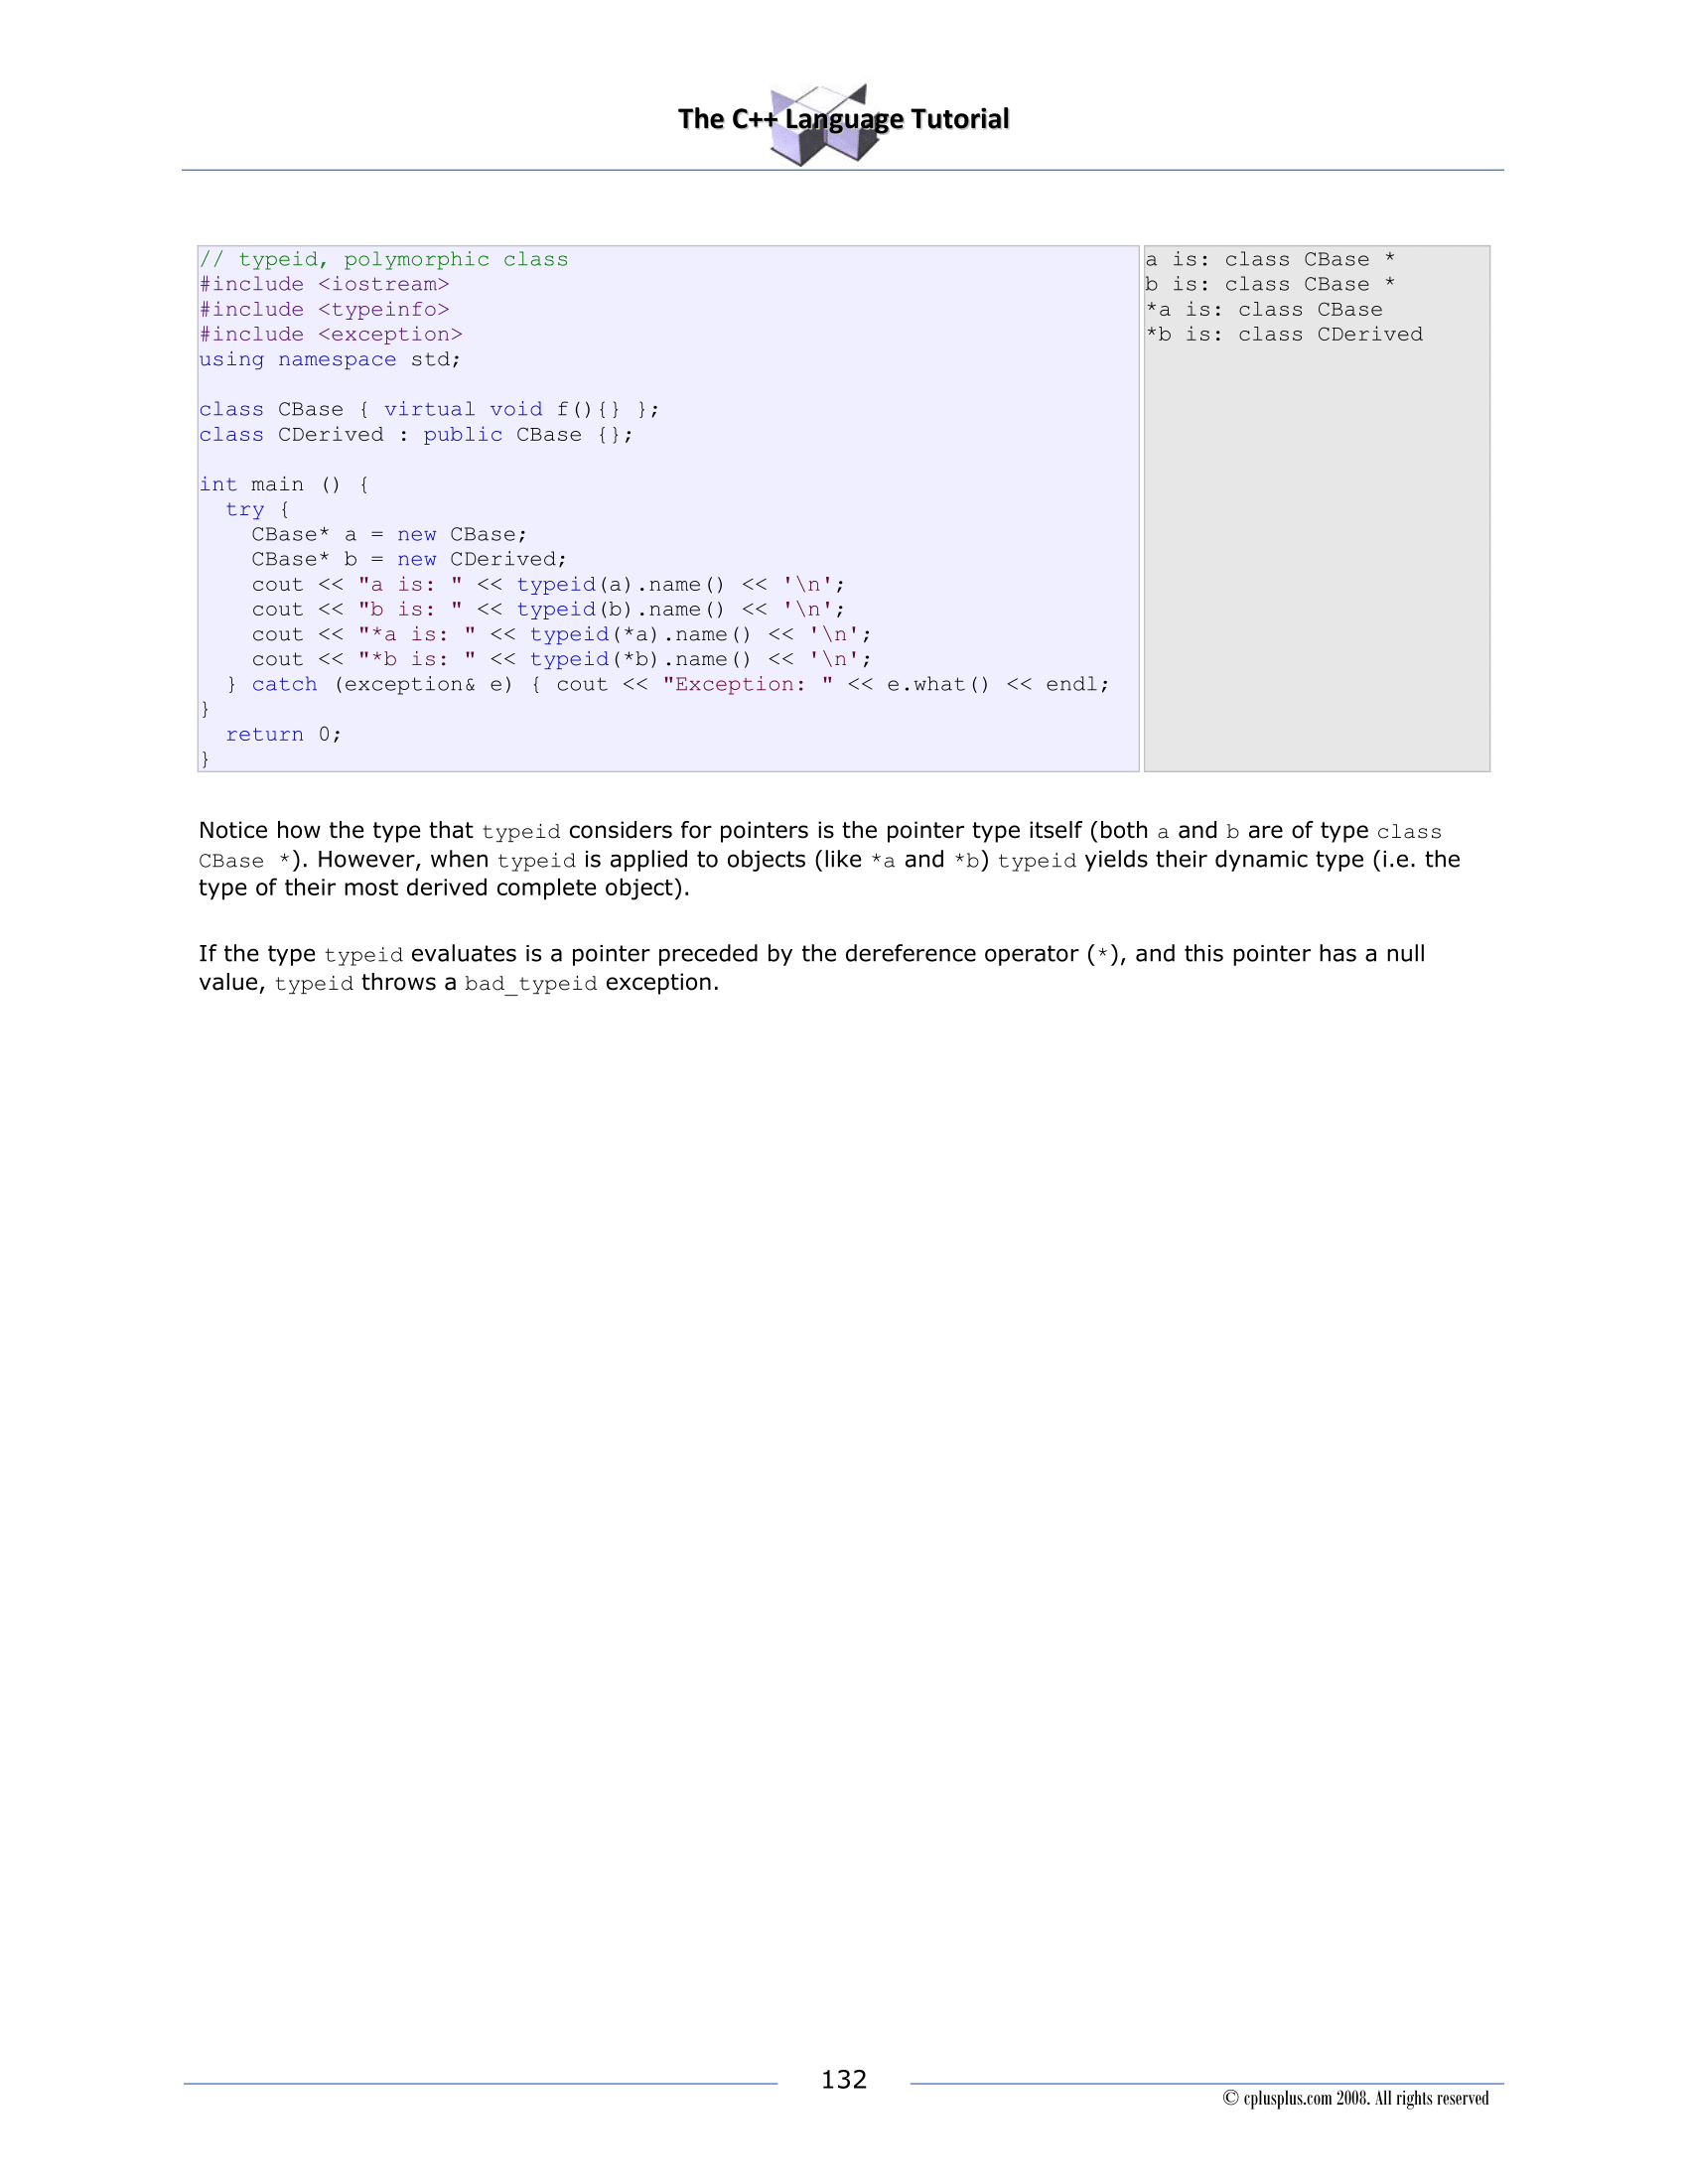 The C++ Language Tutorial
// typeid, polymorphic class
#include <iostream>
#include <typeinfo>
#include <exception>
using namespace std;

class CBase { virtual void f(){} };
class CDerived : public CBase {};

int main () {
  try {
    CBase* a = new CBase;
    CBase* b = new CDerived;
    cout << "a is: " << typeid(a).name() << '\n';
    cout << "b is: " << typeid(b).name() << '\n';
    cout << "*a is: " << typeid(*a).name() << '\n';
    cout << "*b is: " << typeid(*b).name() << '\n';
  } catch (exception& e) { cout << "Exception: " << e.what() << endl;
}
  return 0;
}
a is: class CBase *
b is: class CBase *
*a is: class CBase
*b is: class CDerived
Notice how the type that typeid considers for pointers is the pointer type itself (both a and b are of type class
CBase *). However, when typeid is applied to objects (like *a and *b) typeid yields their dynamic type (i.e. the
type of their most derived complete object).
If the type typeid evaluates is a pointer preceded by the dereference operator (*), and this pointer has a null
value, typeid throws a bad_typeid exception.
132
© cplusplus.com 2008. All rights reserved